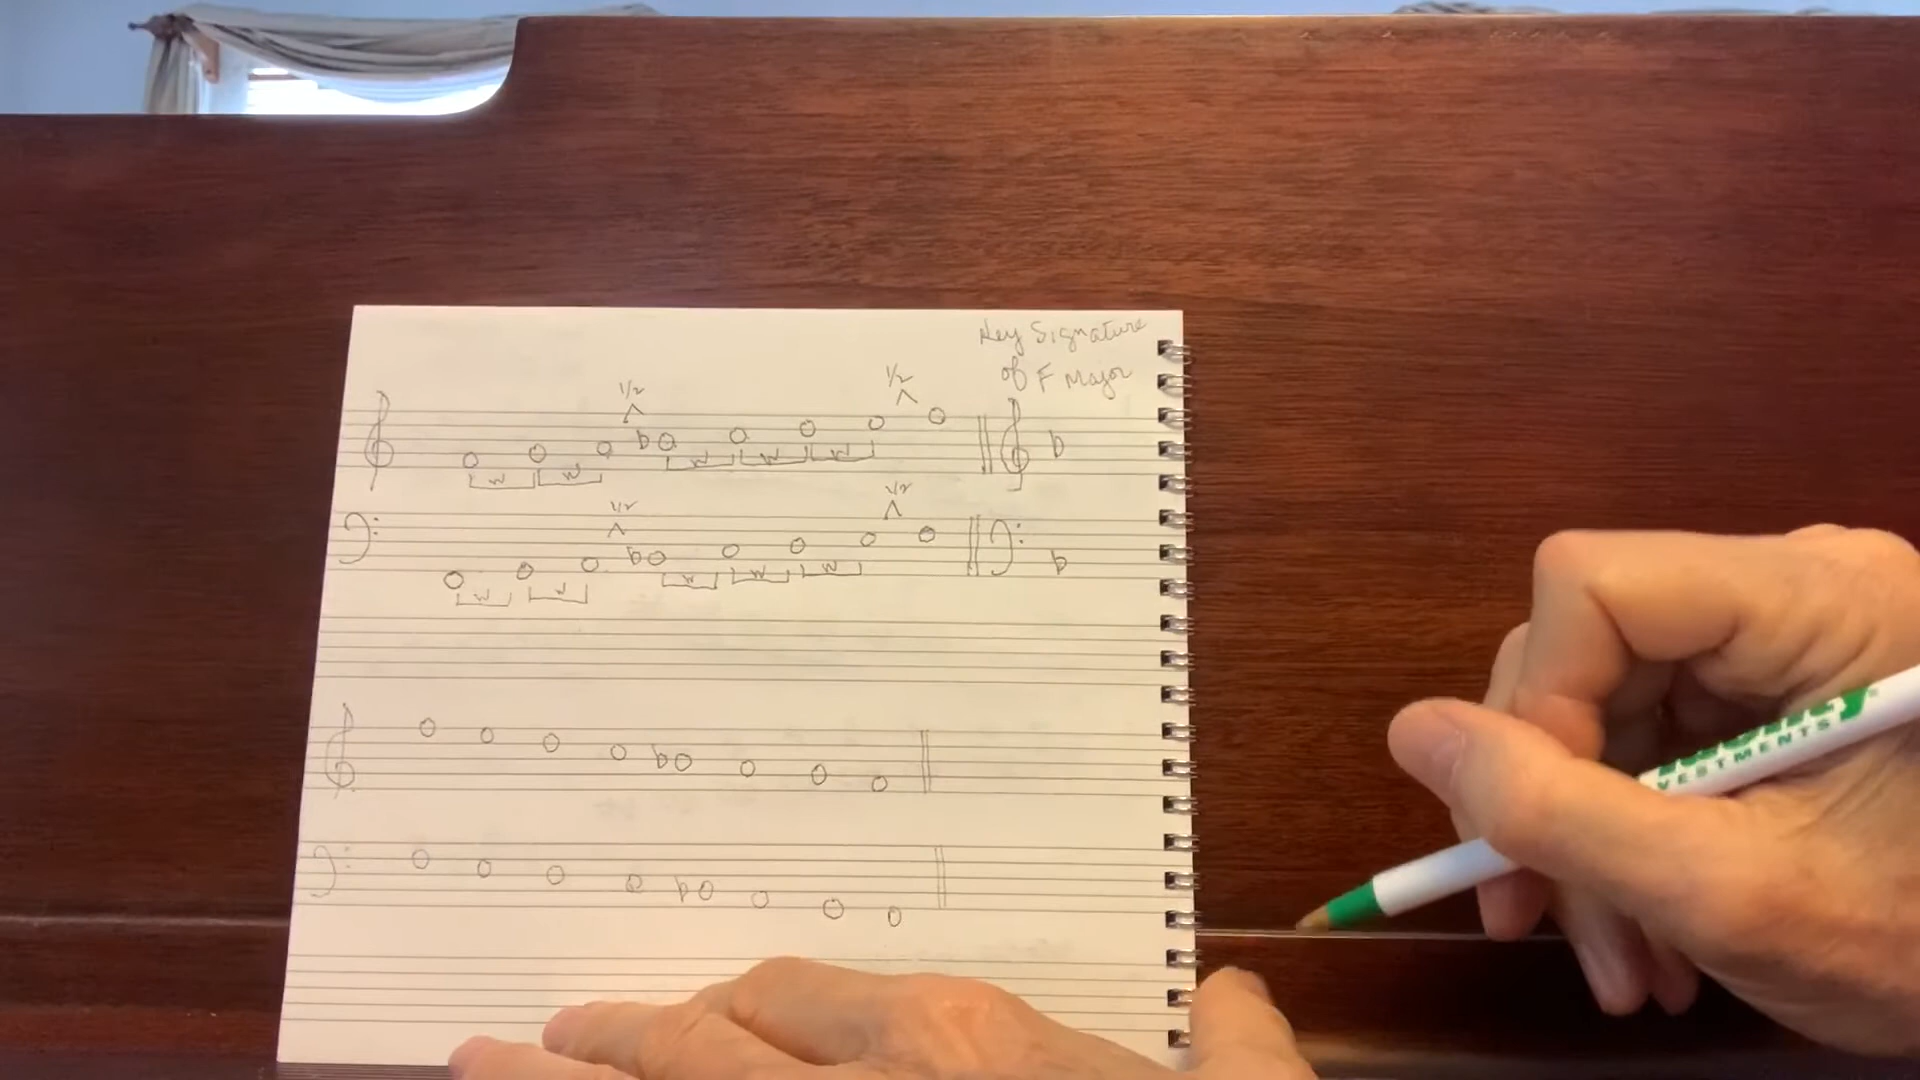 Key Signature
of F Major
1/2 1/2
W W W W W
1/2 1/2
W W W W W
VESTMENTS